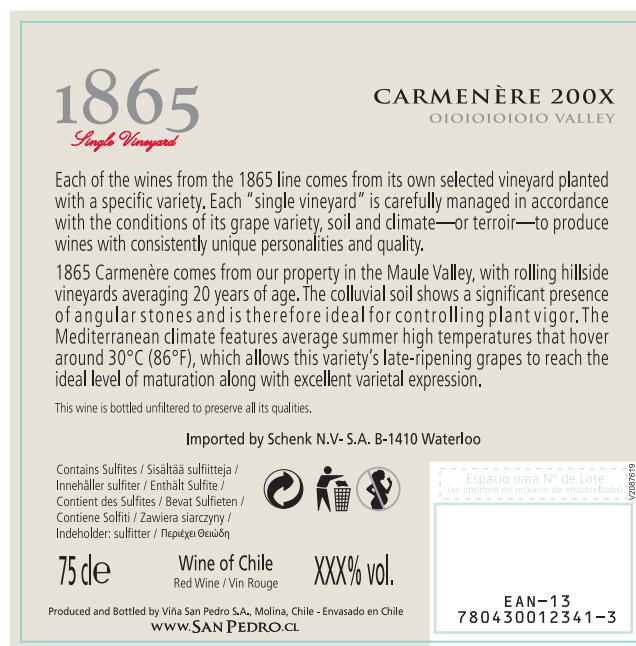 1865
Single Vineyard
CARMENÈRE 200X
OIOIOIOIOIO VALLEY
Each of the wines from the 1865 line comes from its own selected vineyard planted
with a specific variety. Each “single vineyard” is carefully managed in accordance
with the conditions of its grape variety, soil and climate—or terroir—to produce
wines with consistently unique personalities and quality.
1865 Carmenère comes from our property in the Maule Valley, with rolling hillside
vineyards averaging 20 years of age. The colluvial soil shows a significant presence
of angular stones and is therefore ideal for controlling plant vigor. The
Mediterranean climate features average summer high temperatures that hover
around 30°C (86°F), which allows this variety’s late-ripening grapes to reach the
ideal level of maturation along with excellent varietal expression.
This wine is bottled unfiltered to preserve all its qualities.
Imported by Schenk N.V- S.A. B-1410 Waterloo
Contains Sulfites / Sisältää sulfiitteja /
Innehåller sulfiter / Enthält Sulfite /
Contient des Sulfites / Bevat Sulfieten /
Contiene Solfiti / Zawiera siarczyny /
Indeholder: sulfitter / Περιέχει Θειώδη
75 cl e
Wine of Chile
Red Wine / Vin Rouge
XXX% vol.
Produced and Bottled by Viña San Pedro S.A., Molina, Chile - Envasado en Chile
WWW.SAN PEDRO.CL
Espacio para Nº de Lote
(se imprime en proceso de embotellado)
V2087619
EAN-13
780430012341-3